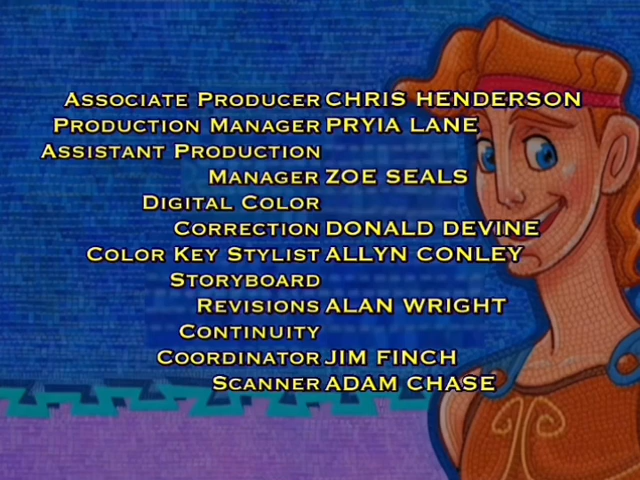 Associate Producer CHRIS HENDERSON
Production Manager PRYIA LANE
Assistant Production
Manager ZOE SEALS
Digital Color
Correction DONALD DEVINE
Color Key Stylist ALLYN CONLEY
Storyboard
Revisions ALAN WRIGHT
Continuity
Coordinator JIM FINCH
Scanner ADAM CHASE